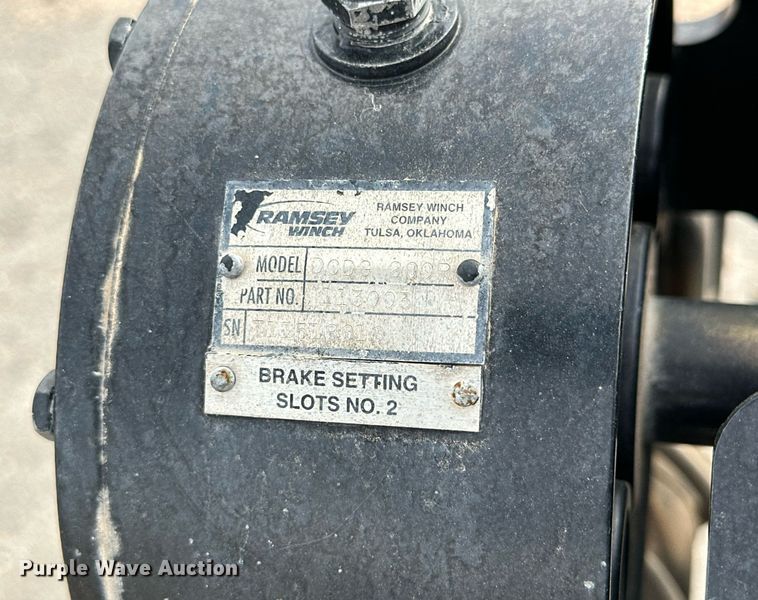 RAMSEY
WINCH
RAMSEY WINCH
COMPANY
TULSA, OKLAHOMA
MODEL
PART NO.
SN
BRAKE SETTING
SLOTS NO. 2
Purple Wave Auction